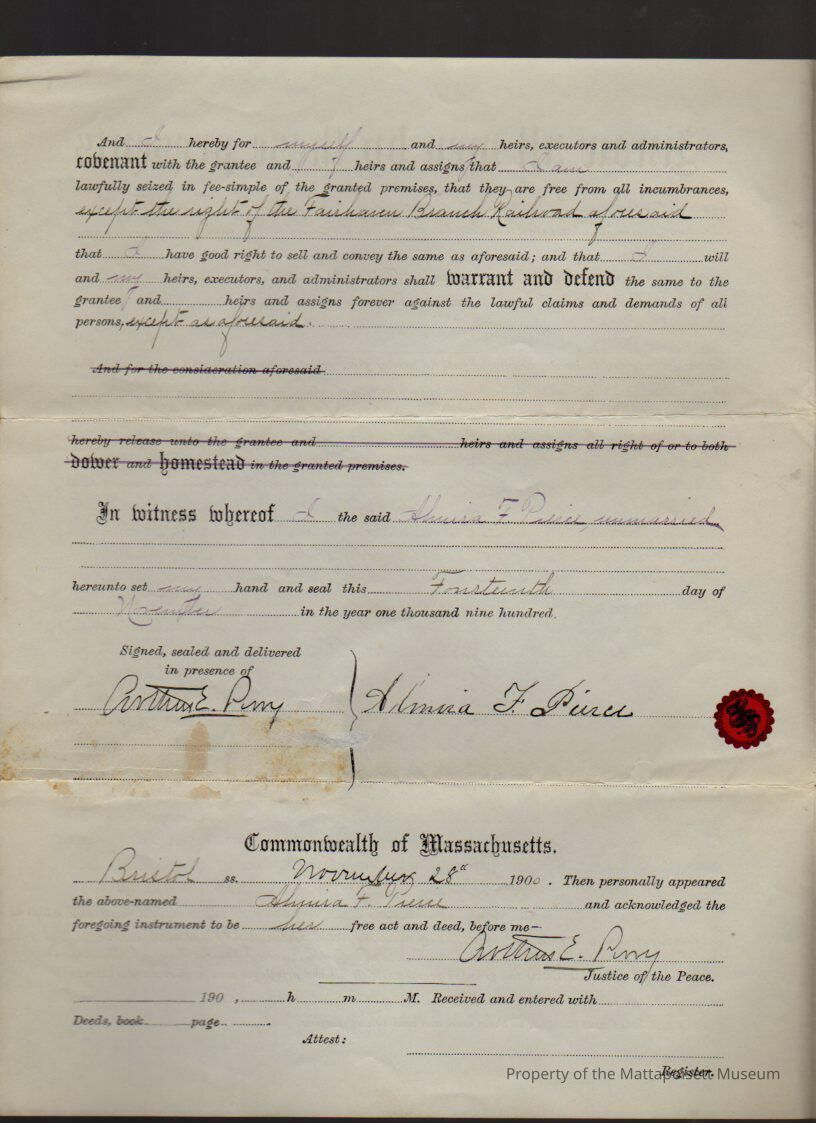 And I hereby for myself and my heirs, executors and administrators,
covenant with the grantee and heirs and assigns that I am
lawfully seized in fee-simple of the granted premises, that they are free from all incumbrances,
except the right of the Fairhaven Branch Railroad aforesaid
that I have good right to sell and convey the same as aforesaid; and that I will
and my heirs, executors, and administrators shall warrant and defend the same to the
grantee and heirs and assigns forever against the lawful claims and demands of all
persons, except as aforesaid.
And for the consideration aforesaid
hereby release unto the grantee and heirs and assigns all right of or to both
dower and homestead in the granted premises.
In witness whereof I the said Almira F. Pierce, unmarried
hereunto set my hand and seal this Fourteenth day of
November in the year one thousand nine hundred.
Signed, sealed and delivered
in presence of
Arthur E. Perry
Almira F. Pierce
Commonwealth of Massachusetts.
Bristol ss. November 28" 1900. Then personally appeared
the above-named Almira F. Pierce and acknowledged the
foregoing instrument to be her free act and deed, before me—
Arthur E. Perry
Justice of the Peace.
190 , h m M. Received and entered with
Deeds, book page
Attest:
Register.
Property of the Mattapoisett Museum